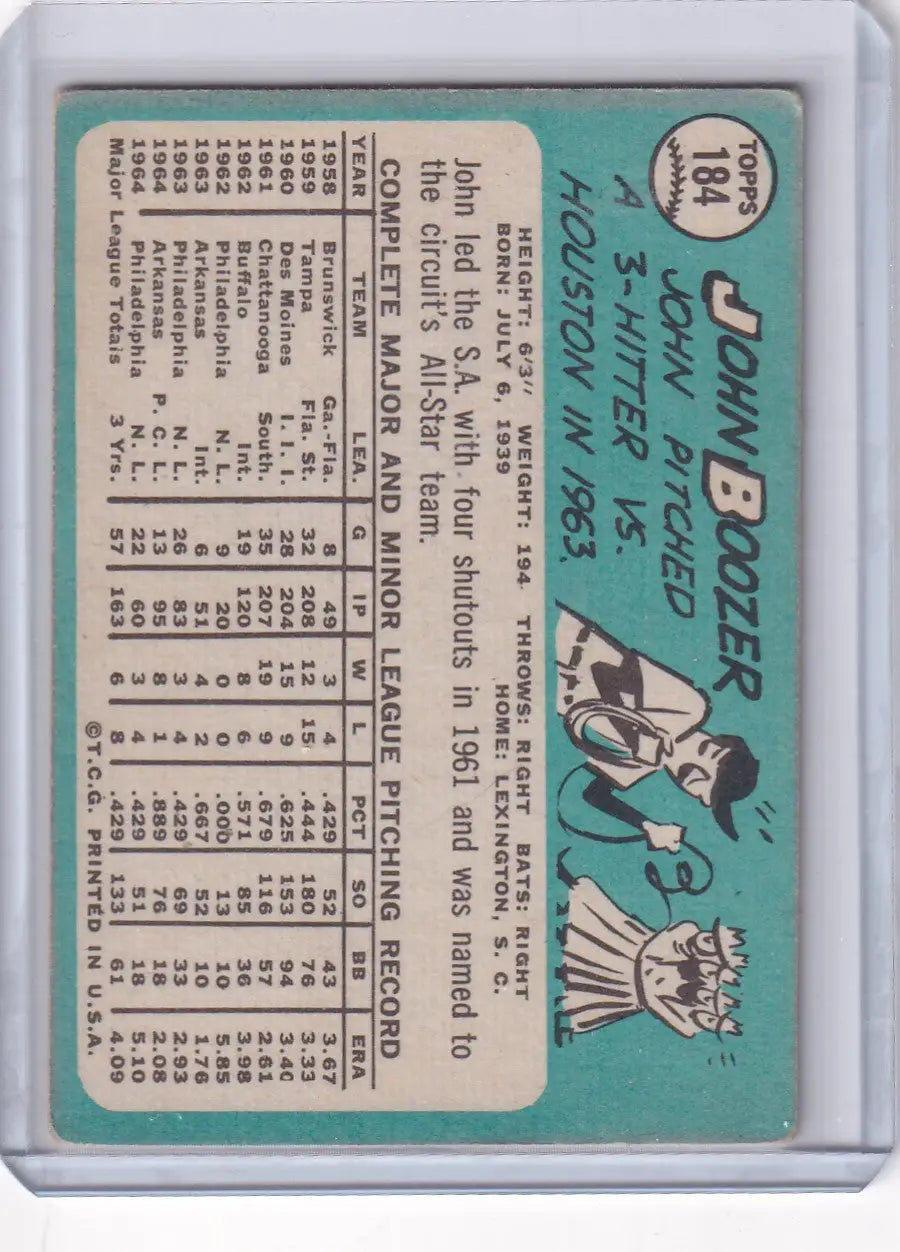 TOPPS
184
JOHN BOOZER
JOHN PITCHED
A 3-HITTER VS.
HOUSTON IN 1963.
HEIGHT: 6'3" WEIGHT: 194 THROWS: RIGHT BATS: RIGHT
BORN: JULY 6, 1939 HOME: LEXINGTON, S. C.
John led the S.A. with four shutouts in 1961 and was named to
the circuit's All-Star team.
COMPLETE MAJOR AND MINOR LEAGUE PITCHING RECORD
YEAR TEAM LEA. G IP W L PCT SO BB ERA
1958 Brunswick Ga.-Fla. 8 49 3 4 .429 52 43 3.67
1959 Tampa Fla. St. 32 208 12 15 .444 180 76 3.33
1960 Des Moines I. I. I. 28 204 15 9 .625 153 94 3.40
1961 Chattanooga South. 35 207 19 9 .679 116 57 2.61
1962 Buffalo Int. 19 120 8 6 .571 85 36 3.98
1962 Philadelphia N. L. 9 20 0 0 .000 13 10 5.85
1963 Arkansas Int. 6 51 4 2 .667 52 10 1.76
1963 Philadelphia N. L. 26 83 3 4 .429 69 33 2.93
1964 Arkansas P. C. L. 13 95 8 1 .889 76 18 2.08
1964 Philadelphia N. L. 22 60 3 4 .429 51 18 5.10
Major League Totals 3 Yrs. 57 163 6 8 .429 133 61 4.09
©T.C.G. PRINTED IN U.S.A.